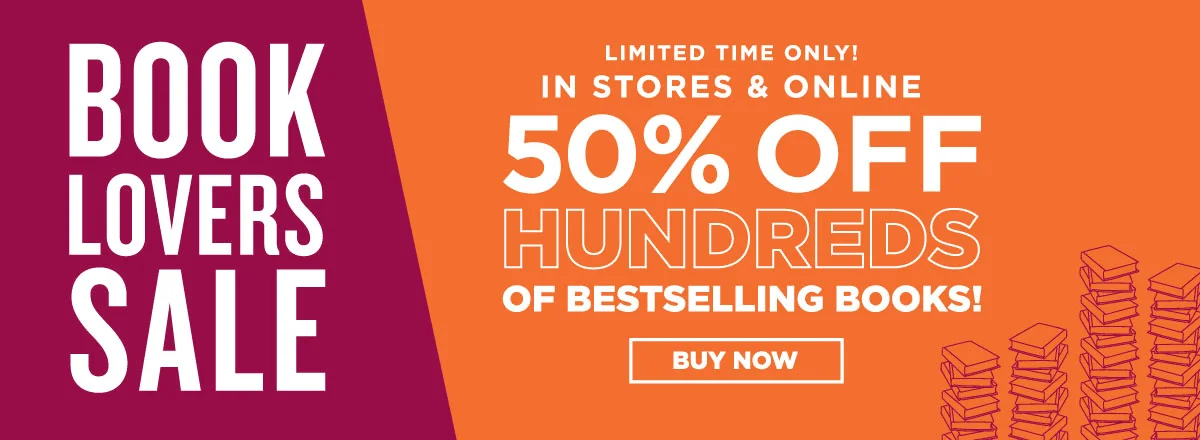 BOOK
LOVERS
SALE
LIMITED TIME ONLY!
IN STORES & ONLINE
50% OFF
HUNDREDS
OF BESTSELLING BOOKS!
BUY NOW